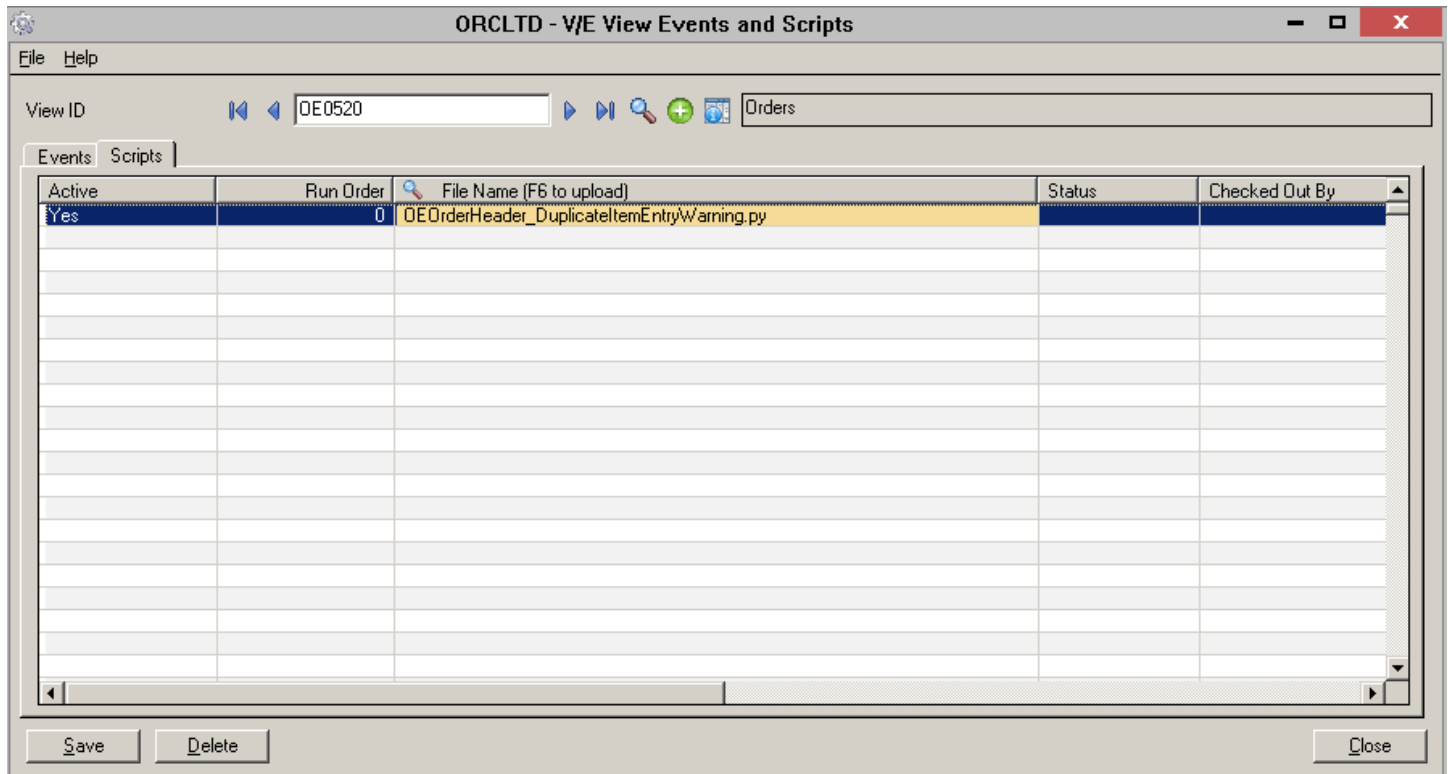 ORCLTD - V/E View Events and Scripts
File Help
View ID OE0520 Orders
Events Scripts
Active Run Order File Name (F6 to upload) Status Checked Out By
Yes 0 OEOrderHeader_DuplicateItemEntryWarning.py
Save Delete Close